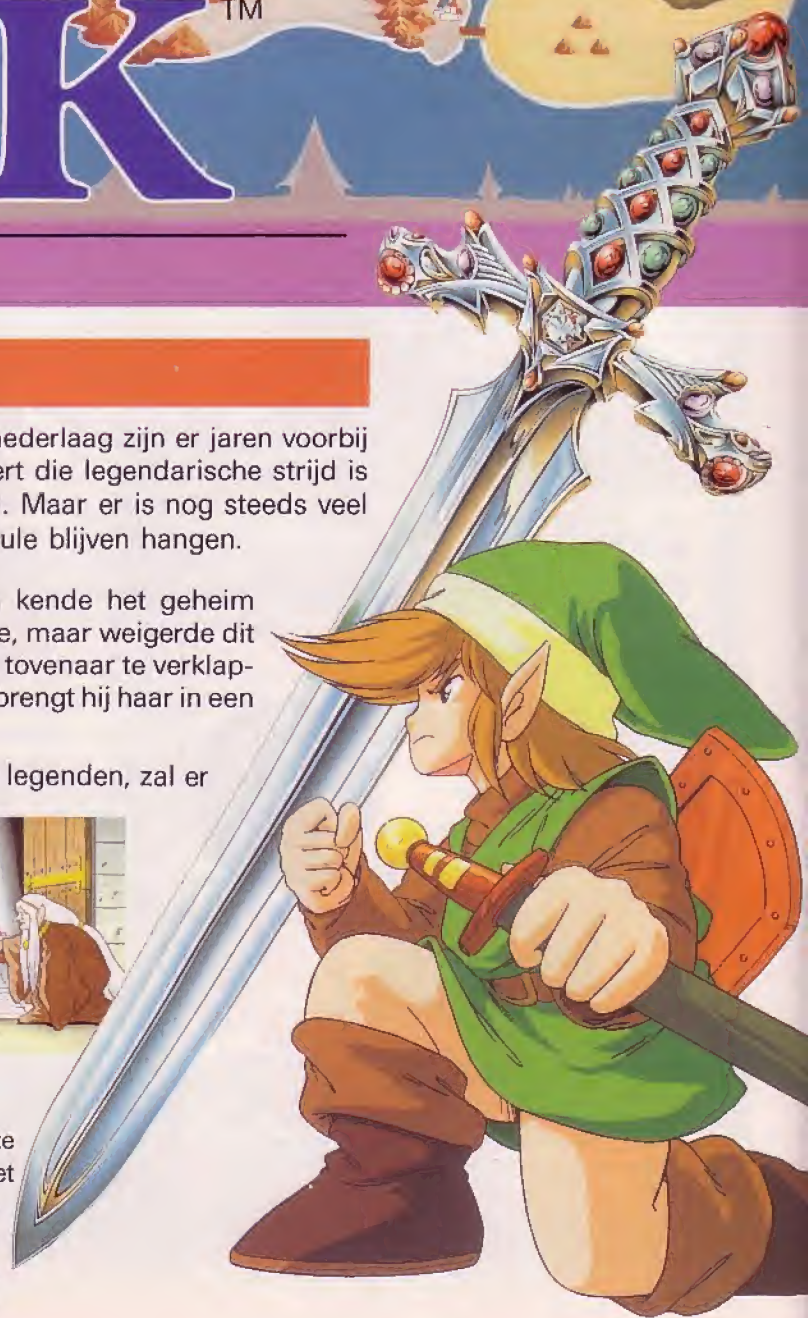 K™
nederlaag zijn er jaren voorbij
ert die legendarische strijd is
. Maar er is nog steeds veel
ule blijven hangen.
kende het geheim
e, maar weigerde dit
tovenaar te verklap-
brengt hij haar in een
legenden, zal er
te
et